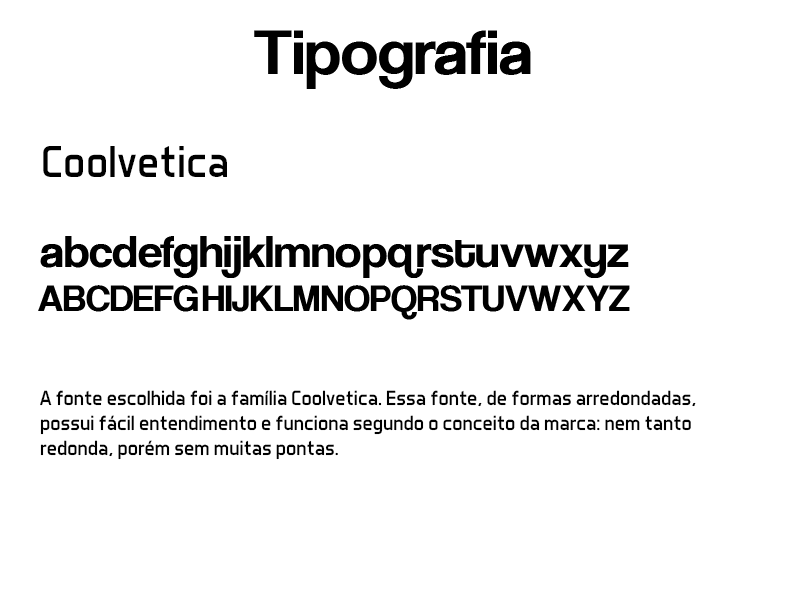 Tipografia
Coolvetica
abcdefghijklmnopqrstuvwxyz
ABCDEFGHIJKLMNOPQRSTUVWXYZ
A fonte escolhida foi a família Coolvetica. Essa fonte, de formas arredondadas,
possui fácil entendimento e funciona segundo o conceito da marca: nem tanto
redonda, porém sem muitas pontas.